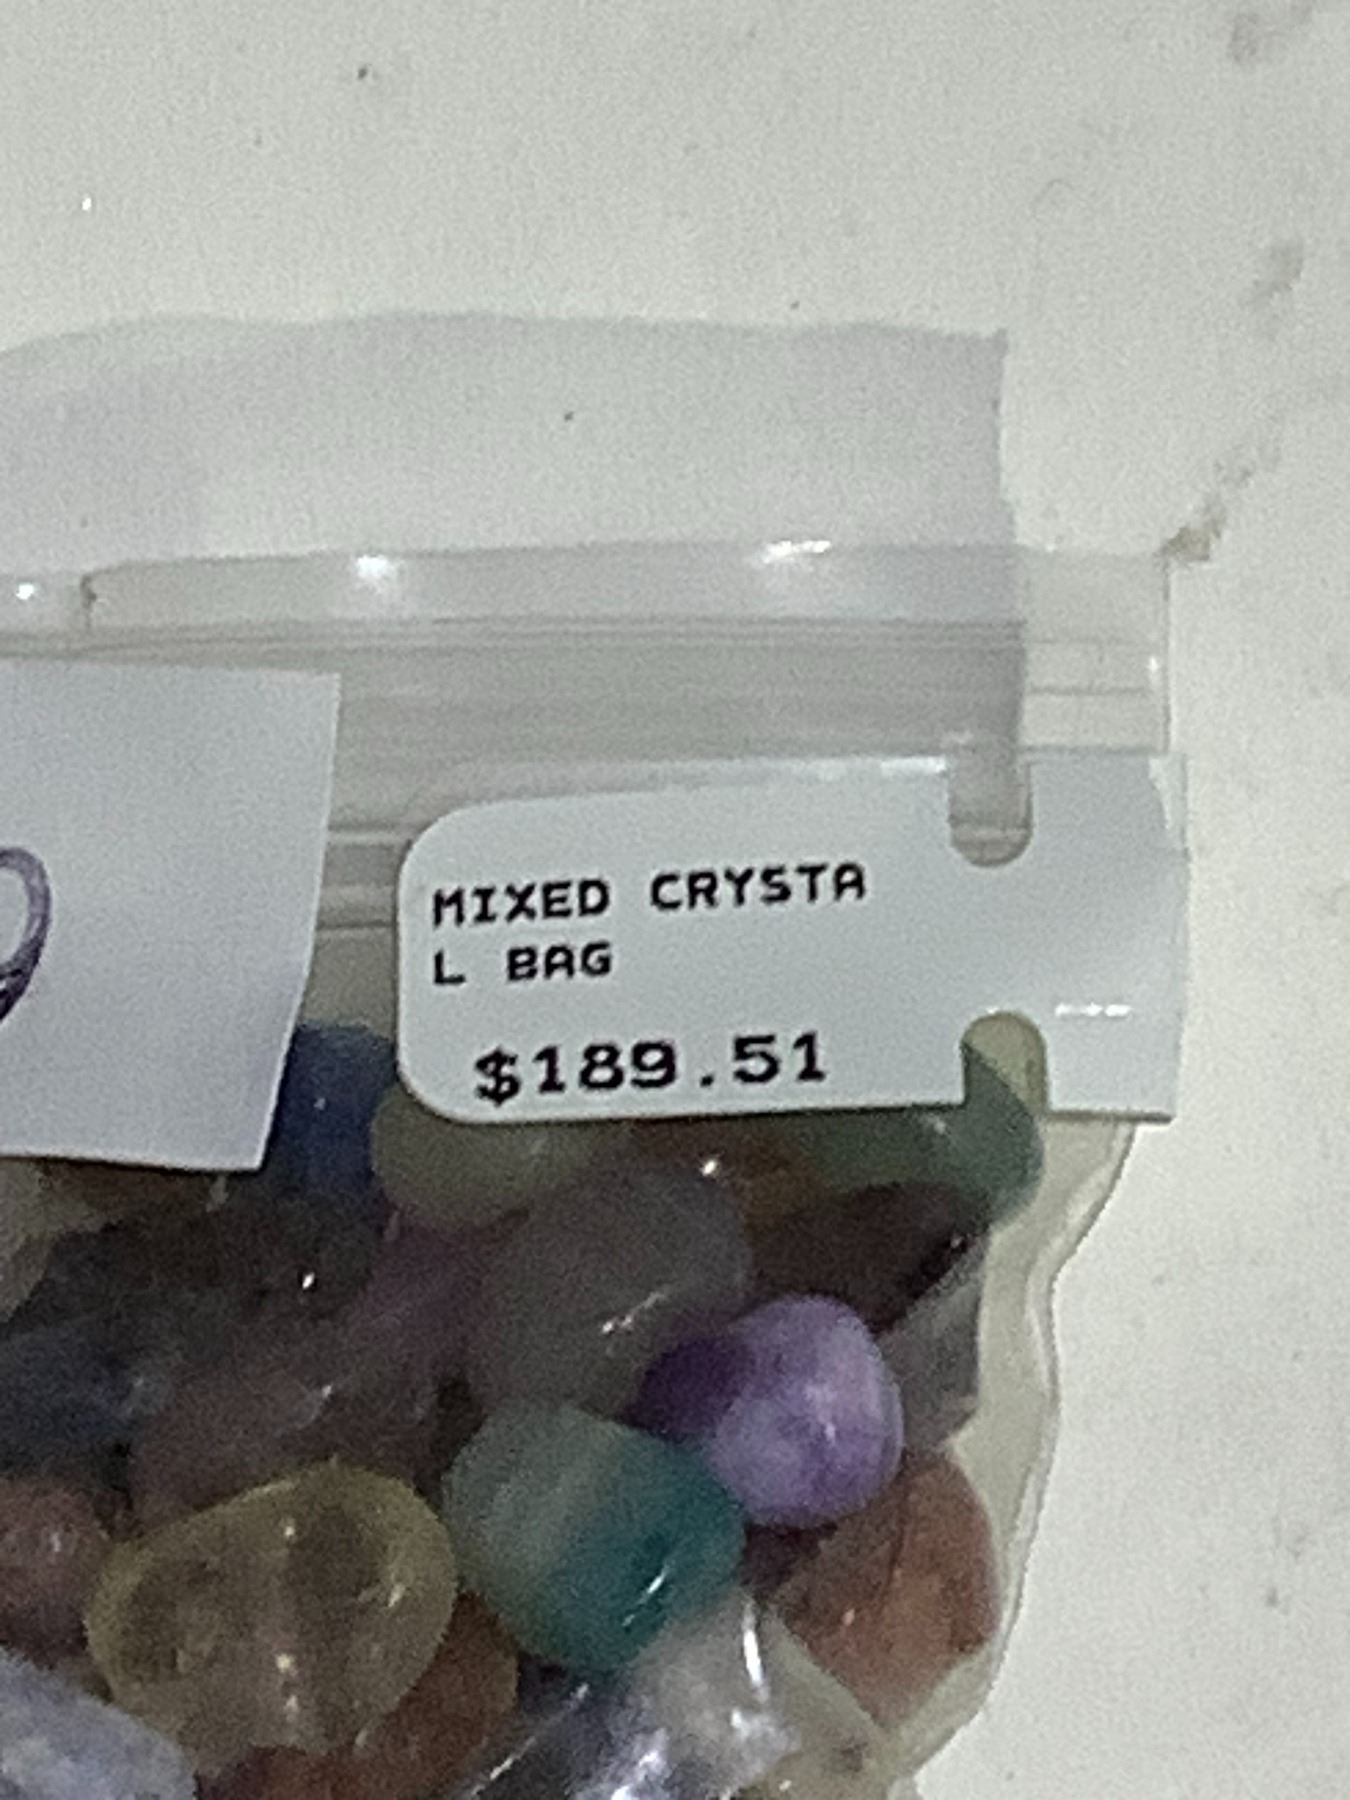 MIXED CRYSTA
L BAG
$189.51